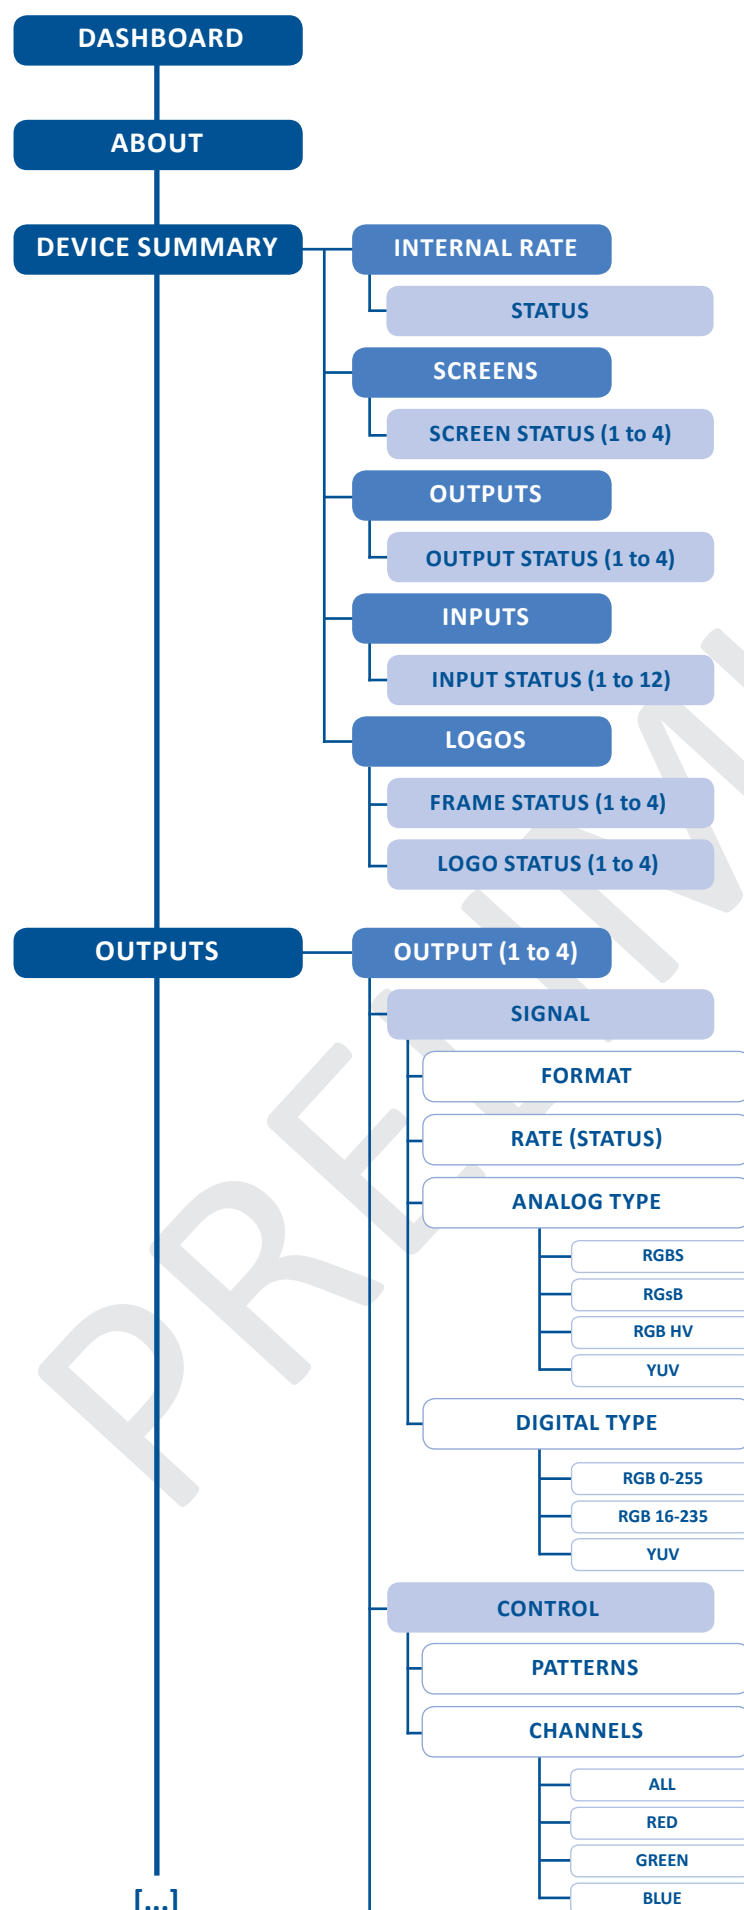 DASHBOARD
ABOUT
DEVICE SUMMARY
INTERNAL RATE
STATUS
SCREENS
SCREEN STATUS (1 to 4)
OUTPUTS
OUTPUT STATUS (1 to 4)
INPUTS
INPUT STATUS (1 to 12)
LOGOS
FRAME STATUS (1 to 4)
LOGO STATUS (1 to 4)
OUTPUTS
OUTPUT (1 to 4)
SIGNAL
FORMAT
RATE (STATUS)
ANALOG TYPE
RGBS
RGsB
RGB HV
YUV
DIGITAL TYPE
RGB 0-255
RGB 16-235
YUV
CONTROL
PATTERNS
CHANNELS
ALL
RED
GREEN
BLUE
[...]